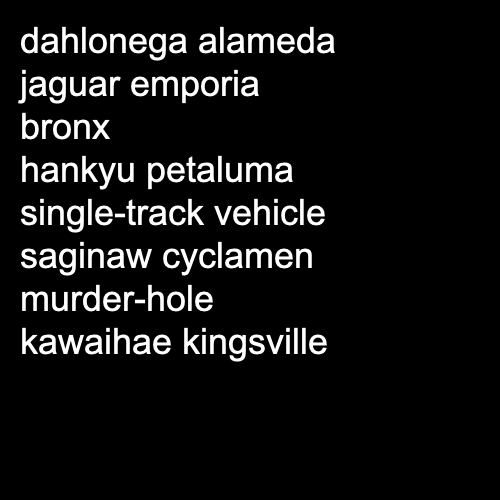 dahlonega alameda
jaguar emporia
bronx
hankyu petaluma
single-track vehicle
saginaw cyclamen
murder-hole
kawaihae kingsville